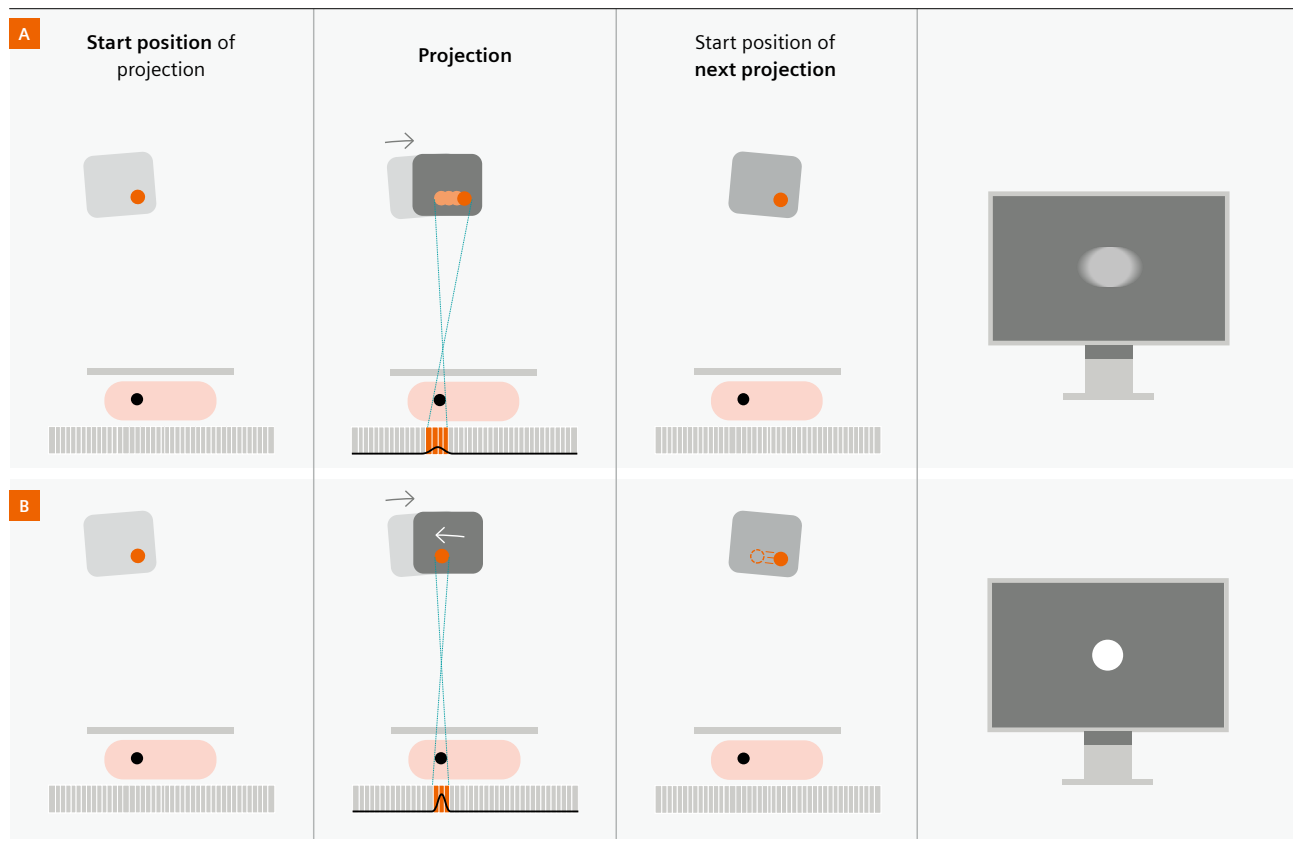 A
Start position of
projection
Projection
Start position of
next projection
B